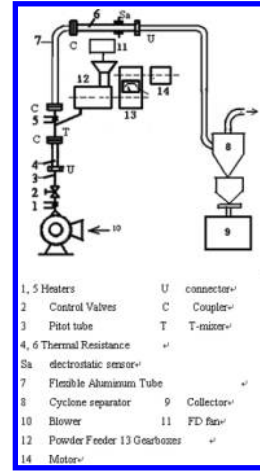 6 Sa
7 C 11 U
12
C 14
5 T 13
C 8
4 U
3
2
1 10 9
1, 5 Heaters U connector↵
2 Control Valves C Coupler↵
3 Pitot tube T T-mixer↵
4, 6 Thermal Resistance ↵
Sa electrostatic sensor↵
7 Flexible Aluminum Tube ↵
8 Cyclone separator 9 Collector↵
10 Blower 11 FD fan↵
12 Powder Feeder 13 Gearboxes ↵
14 Motor↵